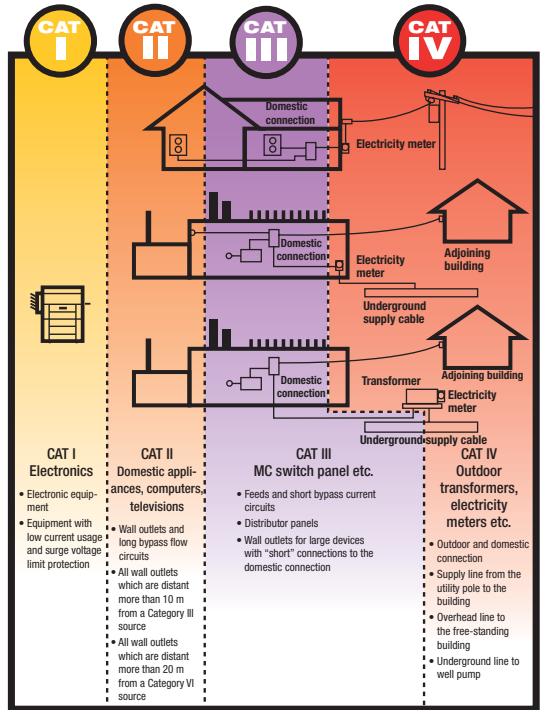 CAT
I
CAT
II
CAT
III
CAT
IV
Domestic
connection
Electricity meter
Domestic
connection
Electricity
meter
Adjoining
building
Underground
supply cable
Domestic
connection
Transformer
Adjoining building
Electricity
meter
Underground supply cable
CAT I
Electronics
• Electronic equip-
ment
• Equipment with
low current usage
and surge voltage
limit protection
CAT II
Domestic appli-
ances, computers,
televisions
• Wall outlets and
long bypass flow
circuits
• All wall outlets
which are distant
more than 10 m
from a Category III
source
• All wall outlets
which are distant
more than 20 m
from a Category VI
source
CAT III
MC switch panel etc.
• Feeds and short bypass current
circuits
• Distributor panels
• Wall outlets for large devices
with “short” connections to the
domestic connection
CAT IV
Outdoor
transformers,
electricity
meters etc.
• Outdoor and domestic
connection
• Supply line from the
utility pole to the
building
• Overhead line to
the free-standing
building
• Underground line to
well pump